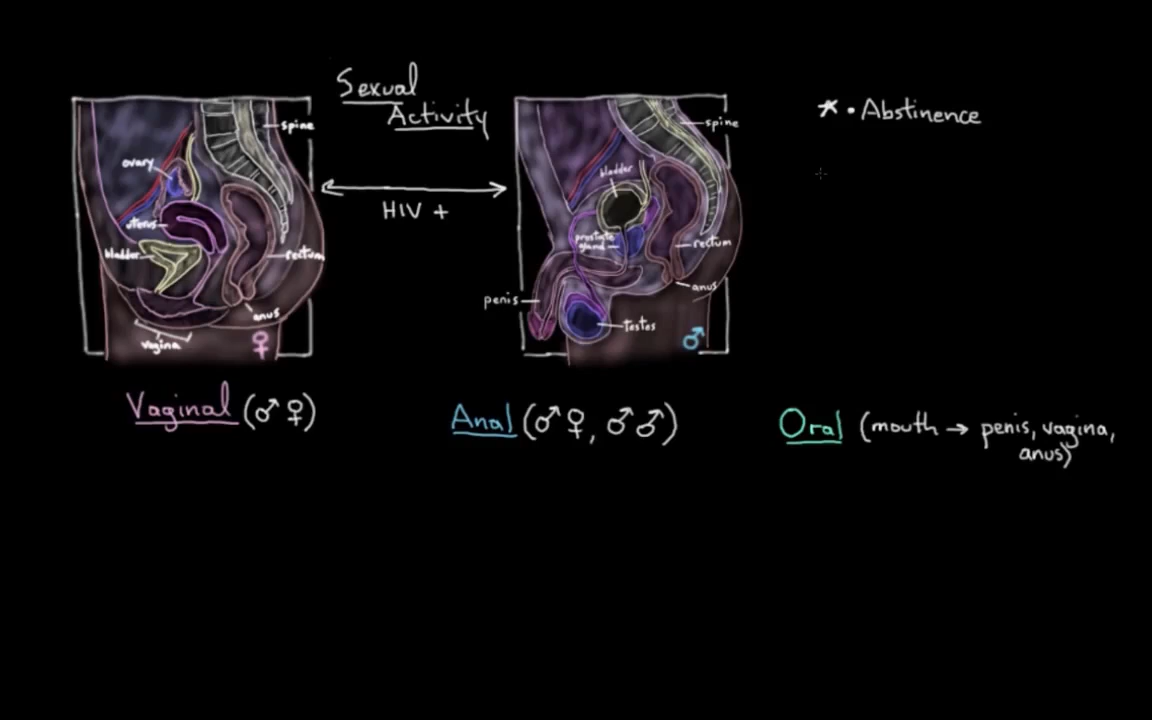 Sexual
Activity
HIV +
spine
ovary
uterus
bladder
rectum
anus
vagina
♀
spine
bladder
prostate
gland
rectum
anus
penis
testes
♂
* • Abstinence
Vaginal (♂ ♀)
Anal (♂ ♀, ♂ ♂)
Oral (mouth → penis, vagina,
anus)